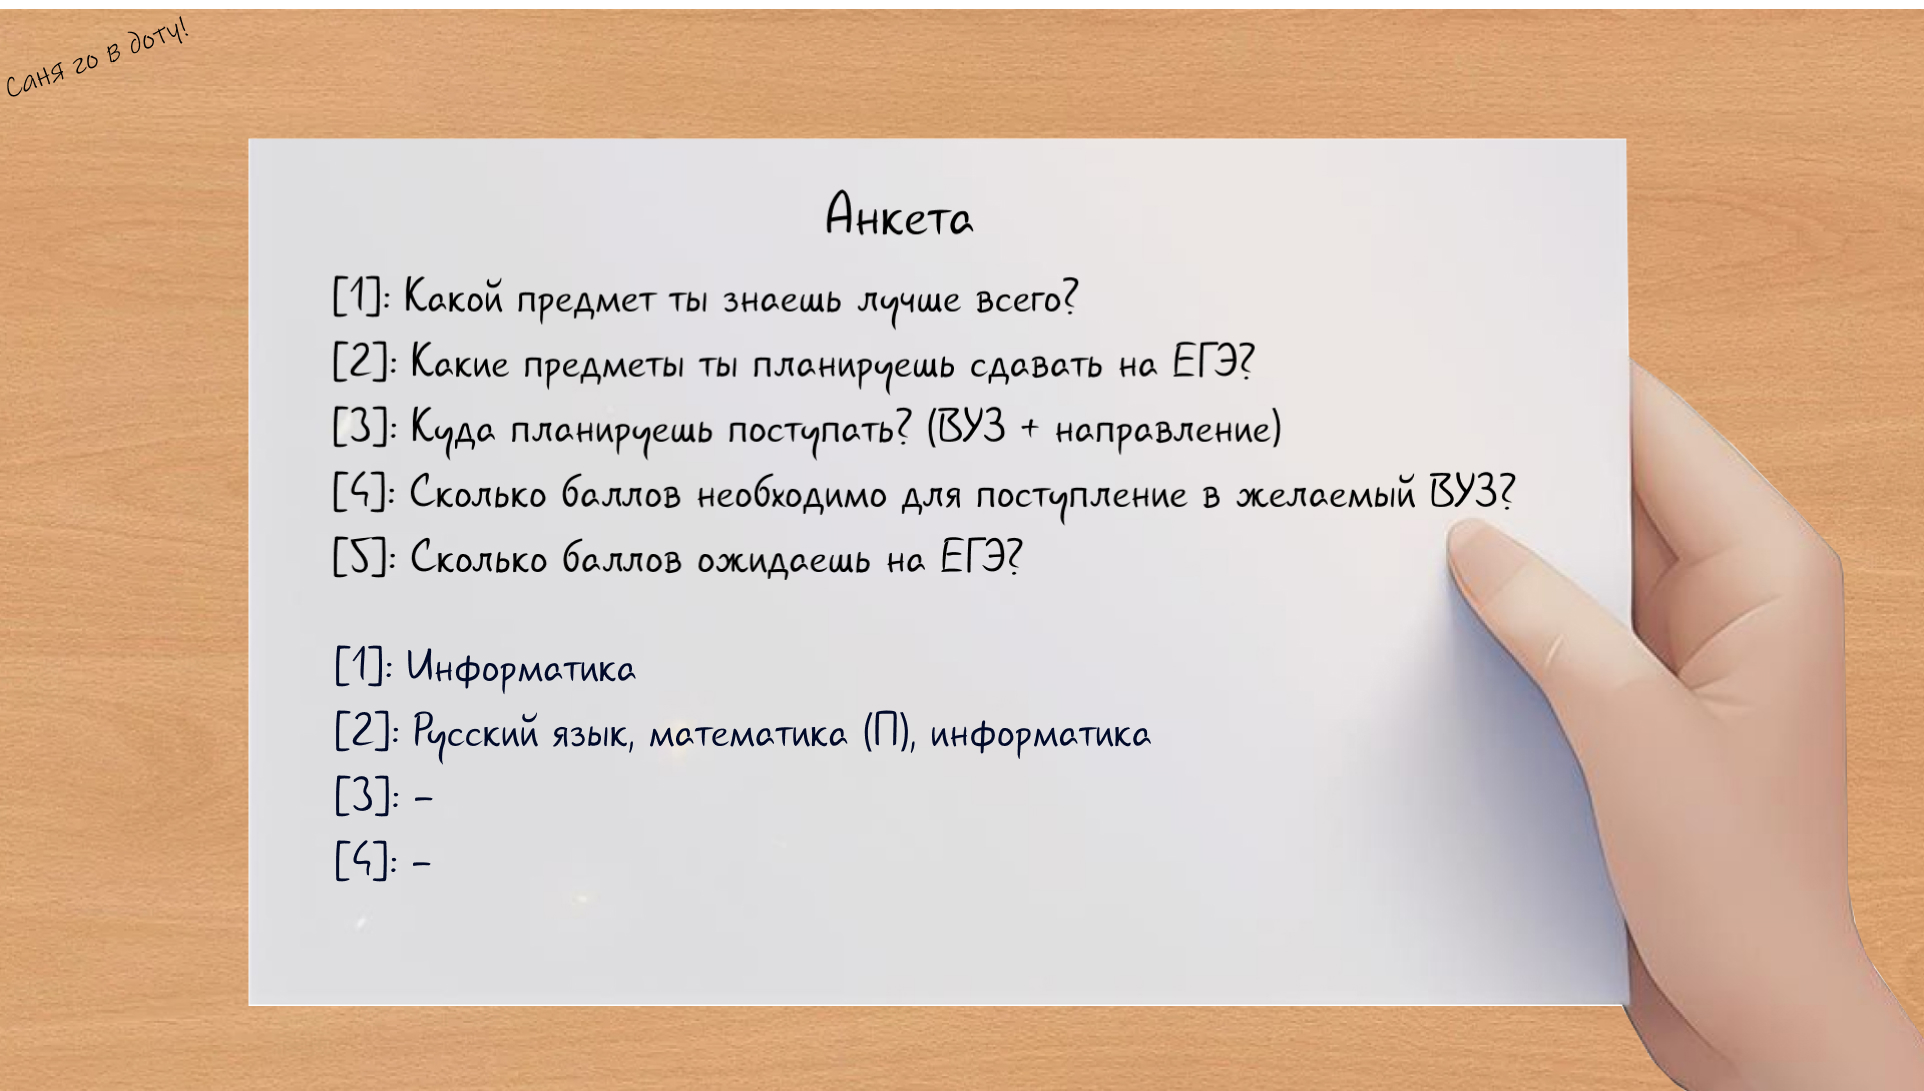 Саня го в доту!
Анкета
[1]: Какой предмет ты знаешь лучше всего?
[2]: Какие предметы ты планируешь сдавать на ЕГЭ?
[3]: Куда планируешь поступать? (ВУЗ + направление)
[4]: Сколько баллов необходимо для поступление в желаемый ВУЗ?
[5]: Сколько баллов ожидаешь на ЕГЭ?
[1]: Информатика
[2]: Русский язык, математика (П), информатика
[3]: –
[4]: –